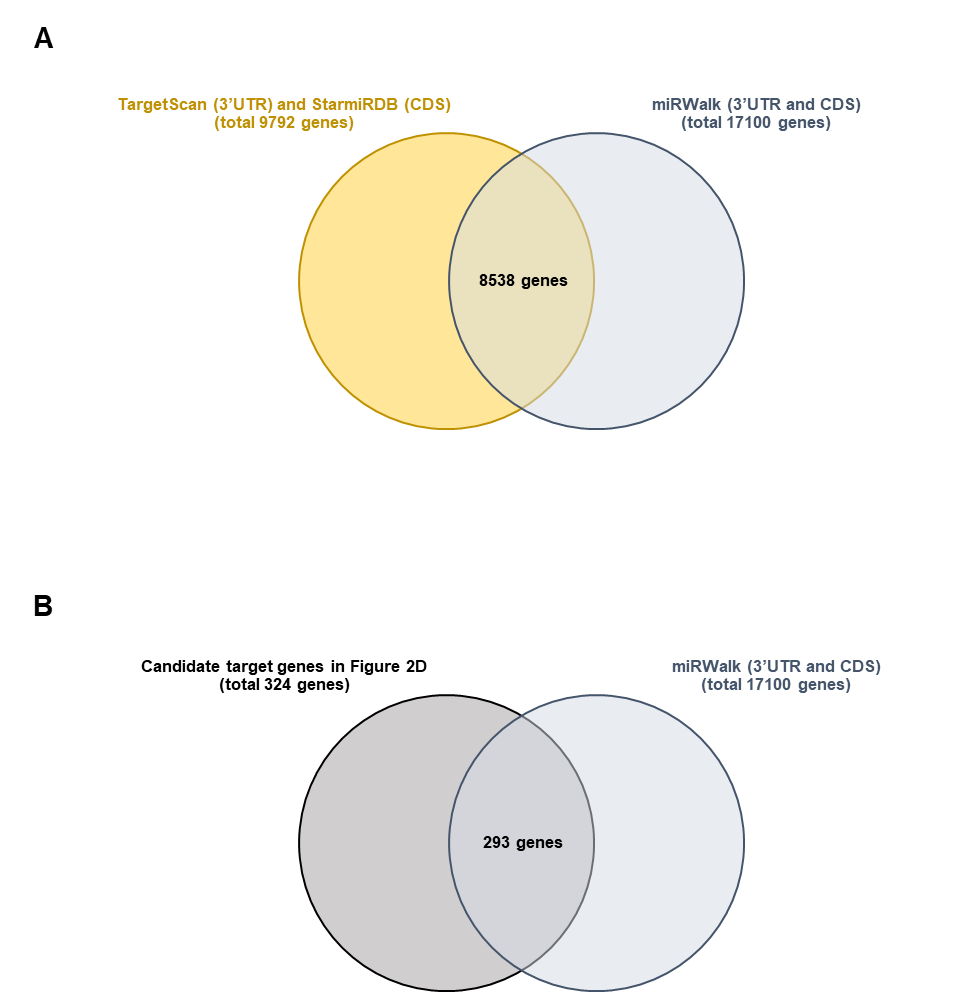 A
TargetScan (3’UTR) and StarmiRDB (CDS)
(total 9792 genes)
miRWalk (3’UTR and CDS)
(total 17100 genes)
8538 genes
B
Candidate target genes in Figure 2D
(total 324 genes)
miRWalk (3’UTR and CDS)
(total 17100 genes)
293 genes